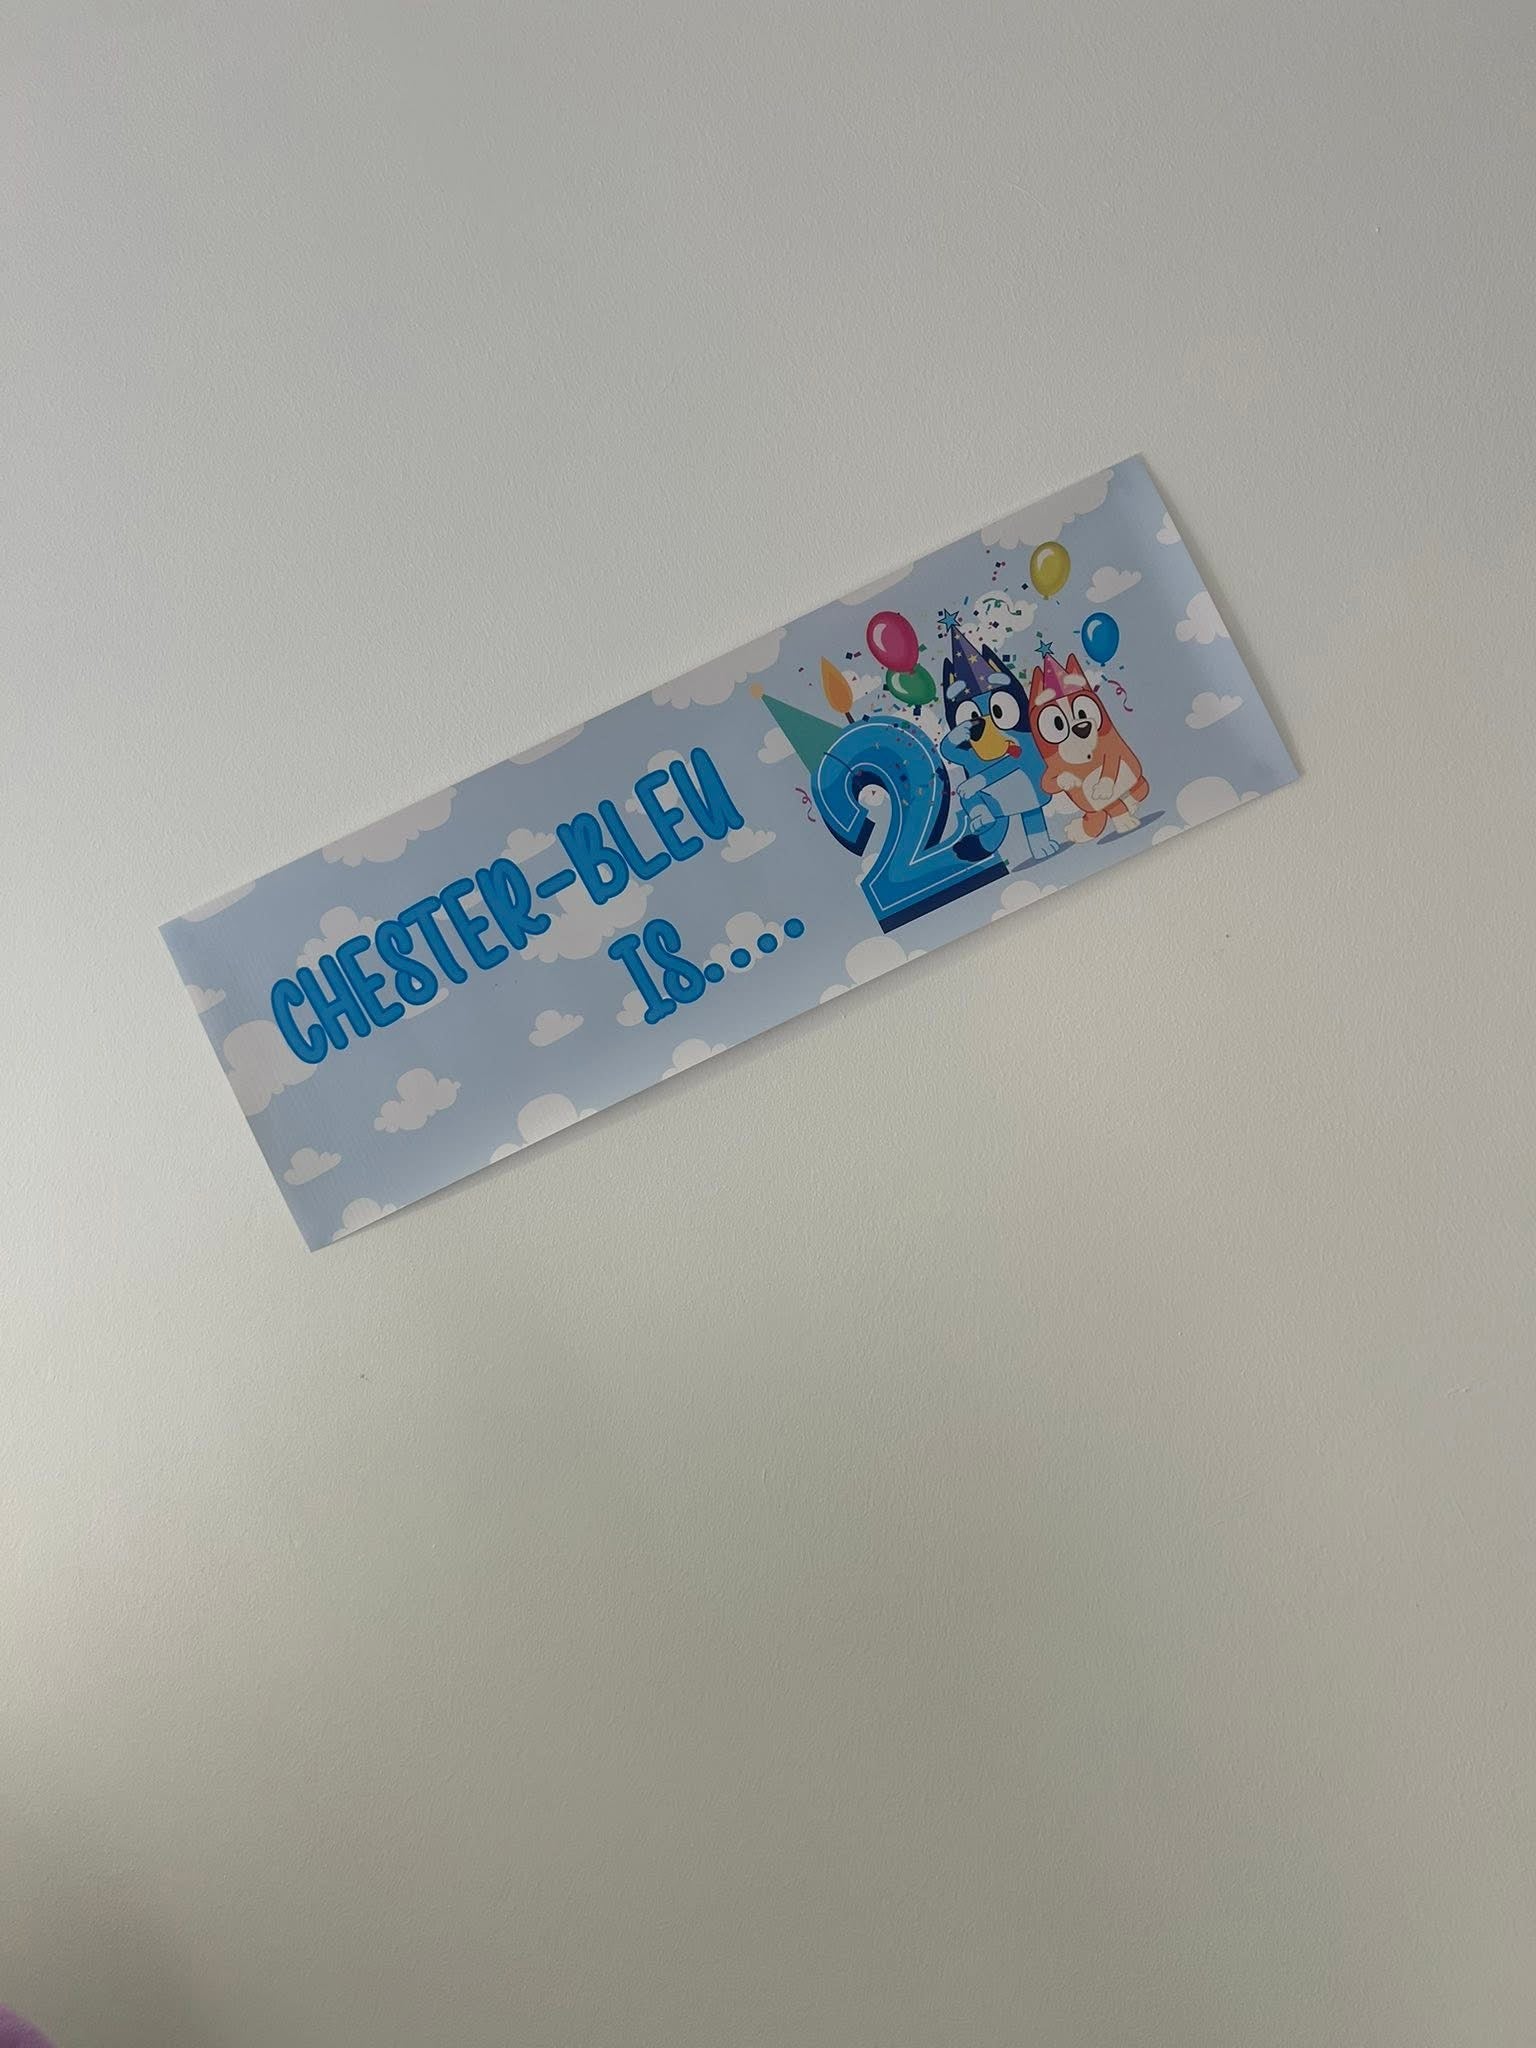 CHESTER-BLEU
IS....
2